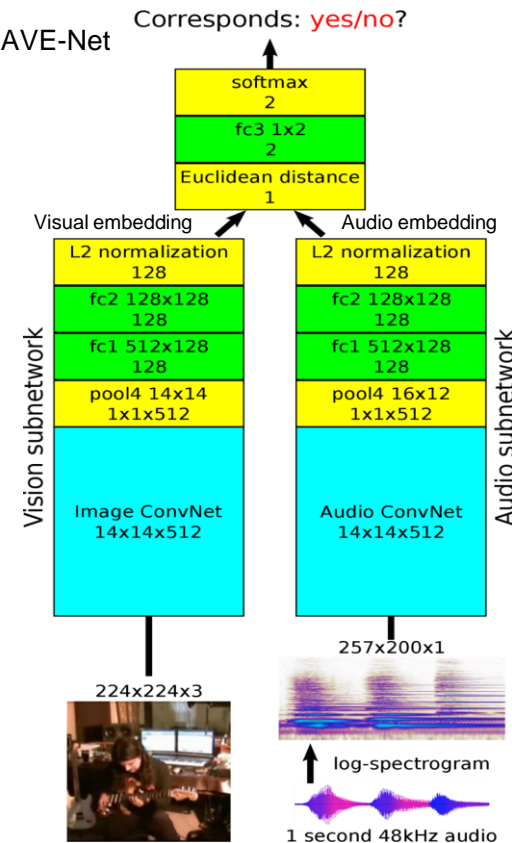 Corresponds: yes/no?
AVE-Net
softmax
2
fc3 1x2
2
Euclidean distance
1
Visual embedding
Audio embedding
L2 normalization
128
fc2 128x128
128
fc1 512x128
128
pool4 14x14
1x1x512
Image ConvNet
14x14x512
Vision subnetwork
L2 normalization
128
fc2 128x128
128
fc1 512x128
128
pool4 16x12
1x1x512
Audio ConvNet
14x14x512
Audio subnetwork
224x224x3
257x200x1
log-spectrogram
1 second 48kHz audio